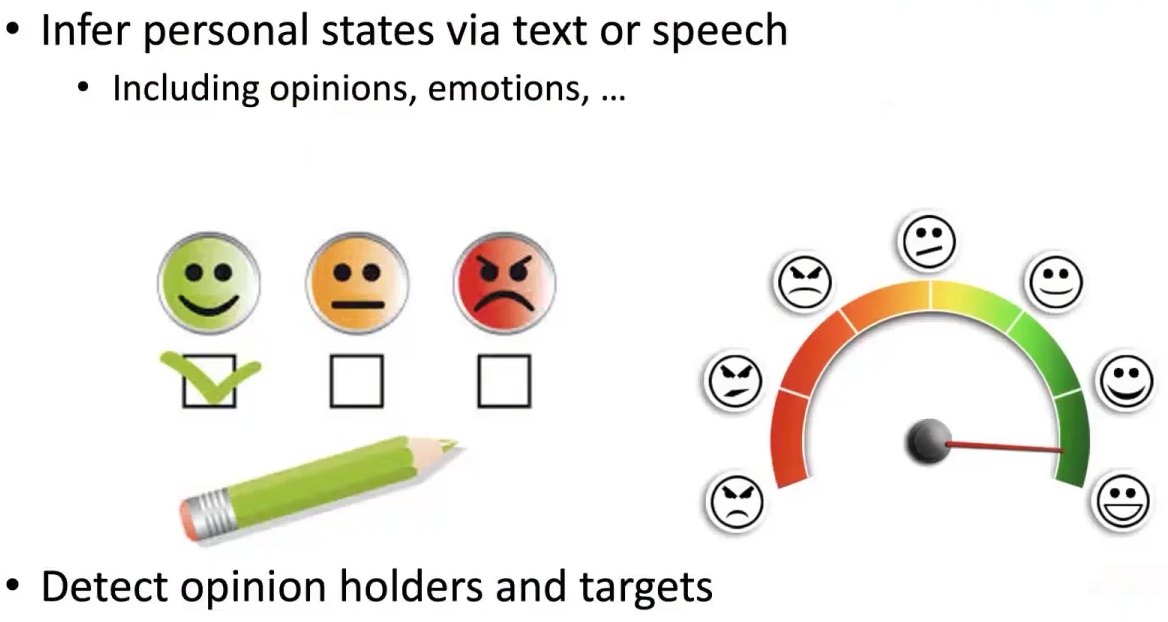 • Infer personal states via text or speech
• Including opinions, emotions, ...
• Detect opinion holders and targets